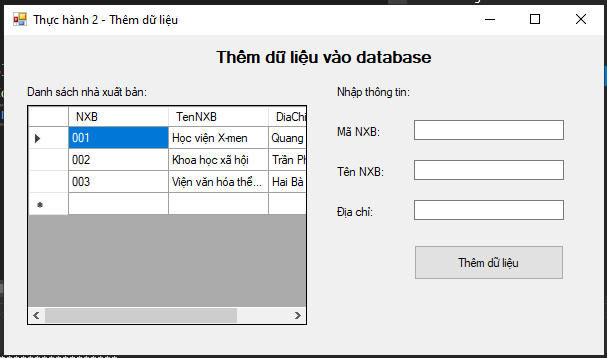 Thực hành 2 - Thêm dữ liệu
Thêm dữ liệu vào database
Danh sách nhà xuất bản:
NXB TenNXB DiaChi
001 Học viện X-men Quang
002 Khoa học xã hội Trần Ph
003 Viện văn hóa thể... Hai Bà
Nhập thông tin:
Mã NXB:
Tên NXB:
Địa chỉ:
Thêm dữ liệu